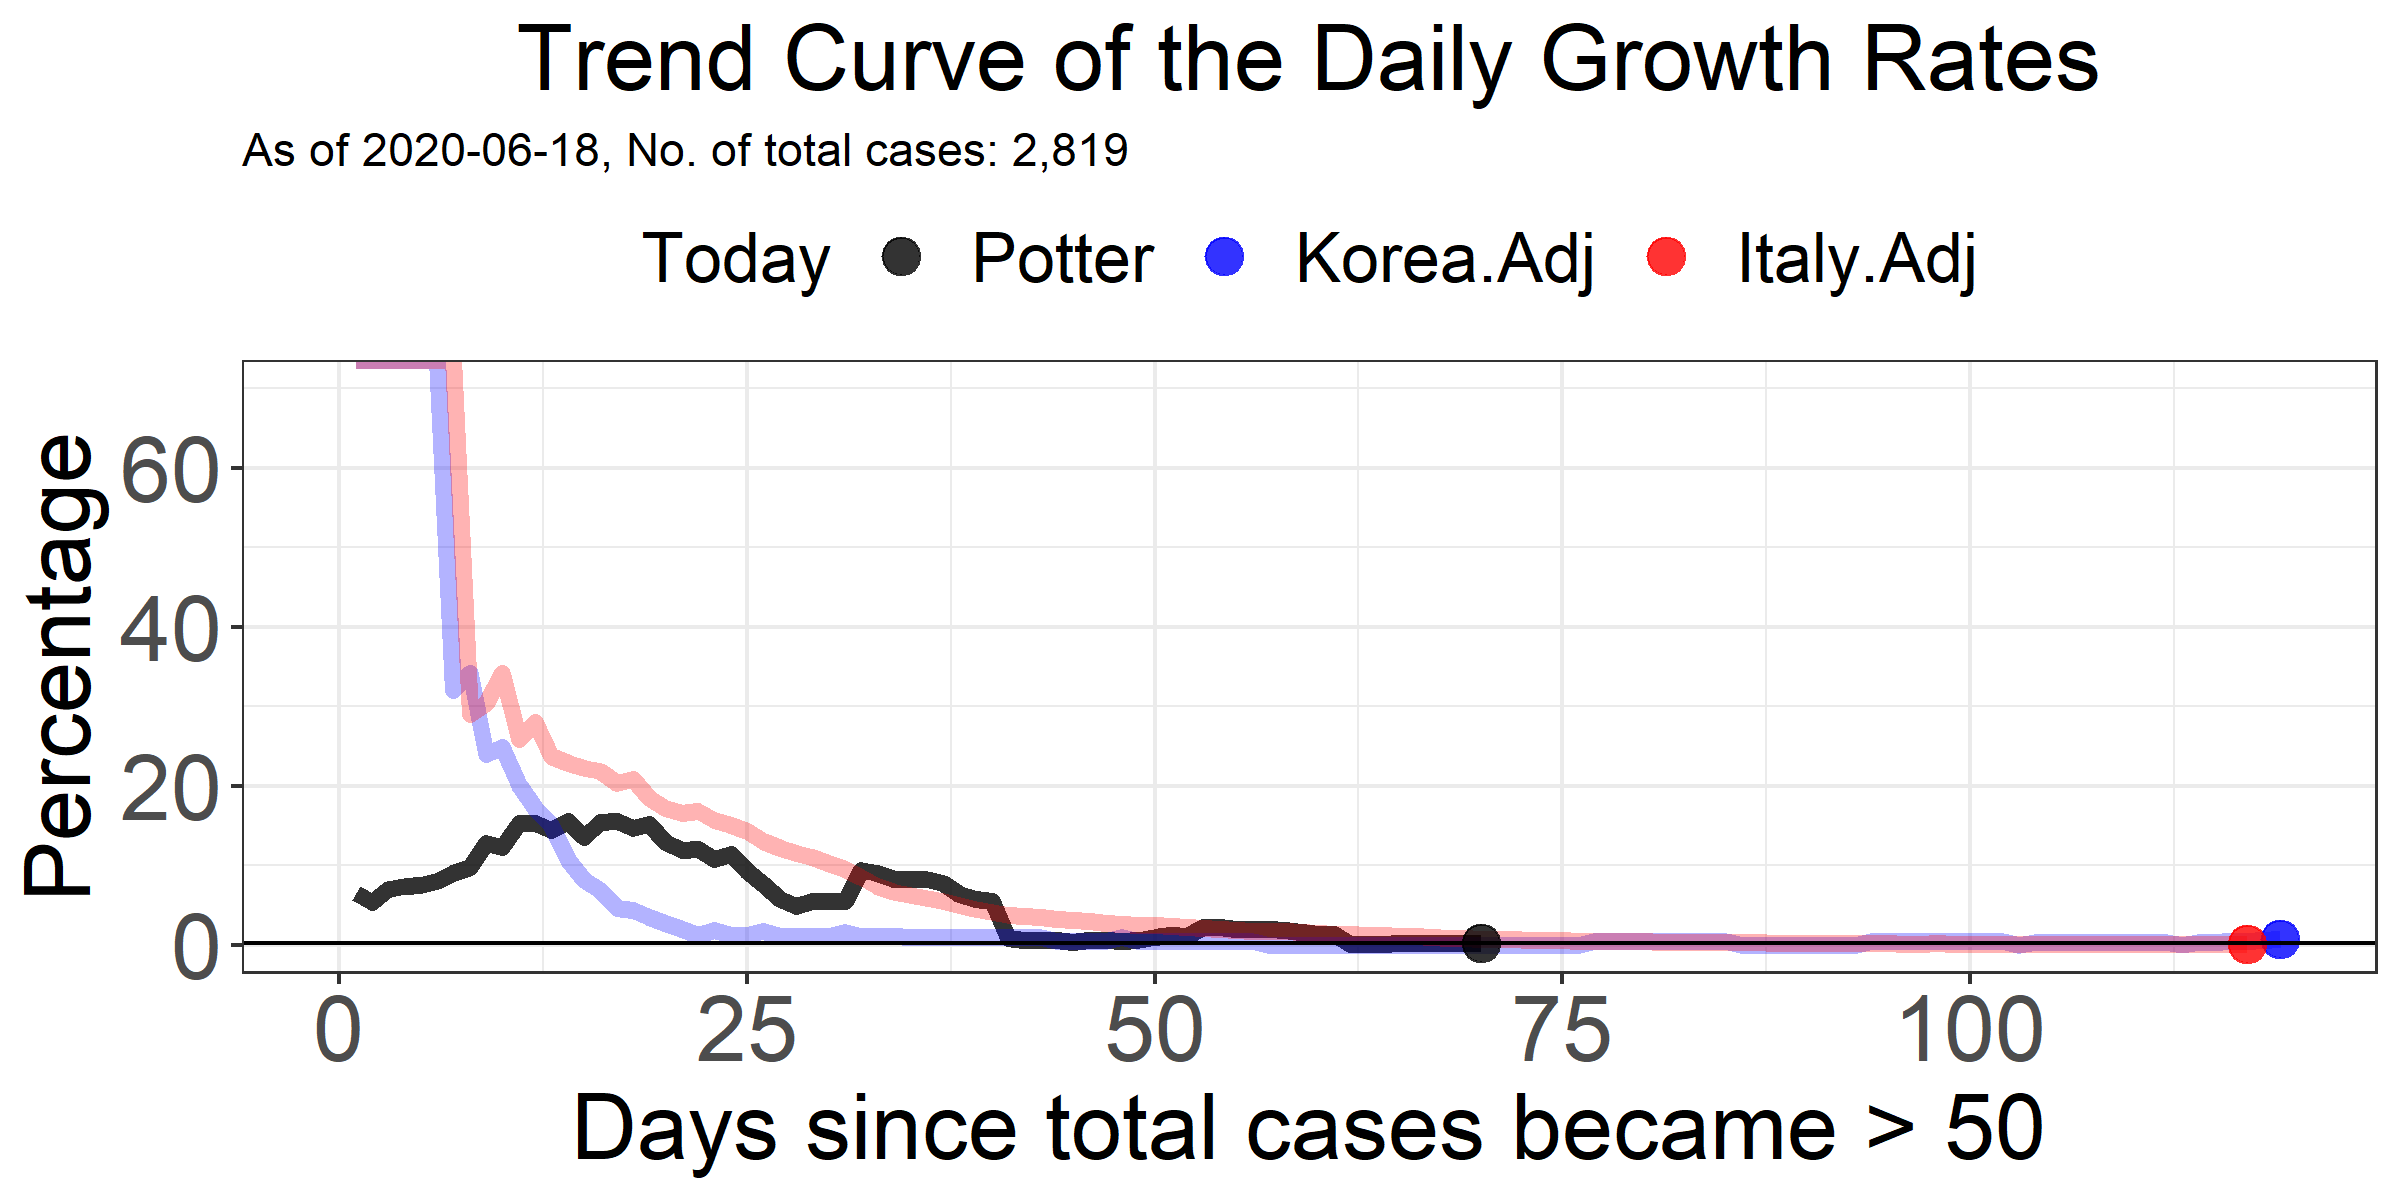 Trend Curve of the Daily Growth Rates
As of 2020-06-18, No. of total cases: 2,819
Today Potter Korea.Adj Italy.Adj
Percentage
60
40
20
0
0 25 50 75 100
Days since total cases became > 50